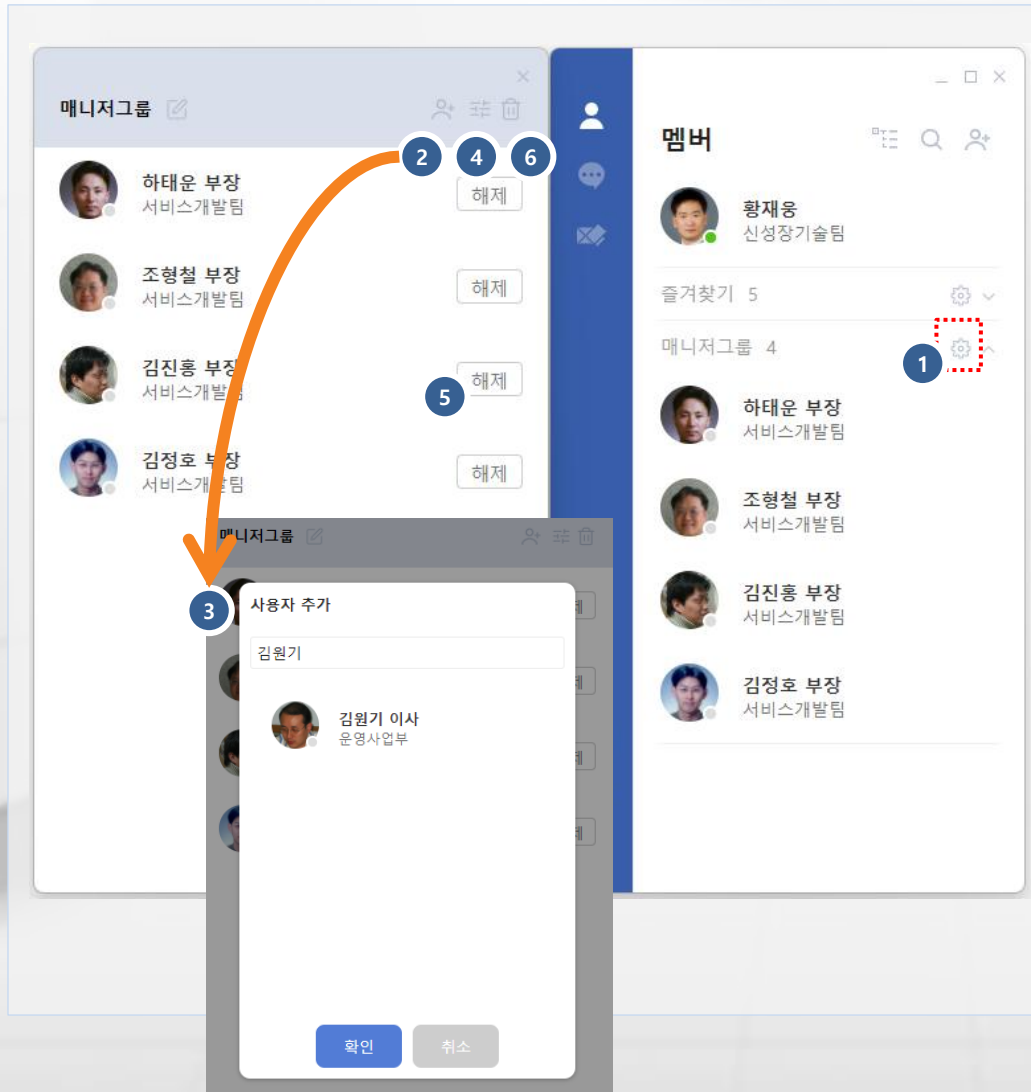 매니저그룹
2
4
6
하태운 부장
서비스개발팀
해제
조형철 부장
서비스개발팀
해제
김진홍 부장
서비스개발팀
해제
5
김정호 부장
서비스개발팀
해제
매니저그룹
3
사용자 추가
김원기
김원기 이사
운영사업부
제
제
제
제
확인
취소
멤버
황재웅
신성장기술팀
즐겨찾기 5
매니저그룹 4
1
하태운 부장
서비스개발팀
조형철 부장
서비스개발팀
김진홍 부장
서비스개발팀
김정호 부장
서비스개발팀